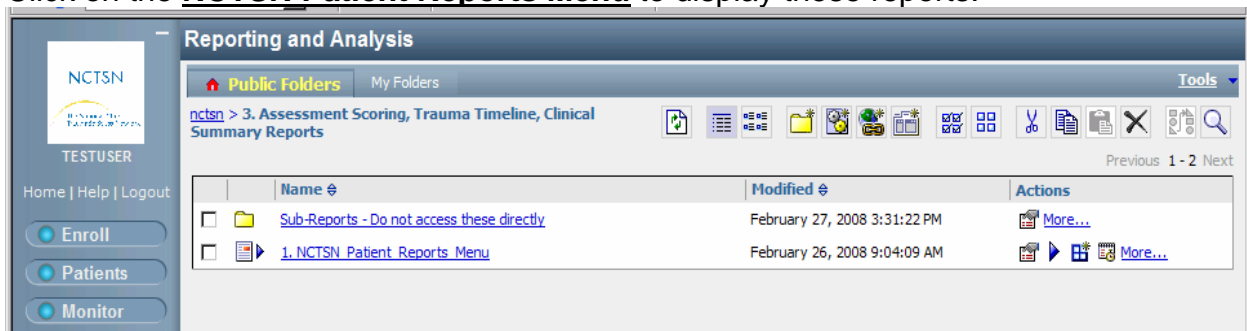 Click on the NCTSN Patient Reports Menu to display these reports.
Reporting and Analysis
NCTSN
TESTUSER
Home | Help | Logout
Enroll
Patients
Monitor
Public Folders
My Folders
Tools
nctsn > 3. Assessment Scoring, Trauma Timeline, Clinical
Summary Reports
Previous 1 - 2 Next
Name Modified Actions
Sub-Reports - Do not access these directly February 27, 2008 3:31:22 PM More...
1. NCTSN_Patient_Reports_Menu February 26, 2008 9:04:09 AM More...